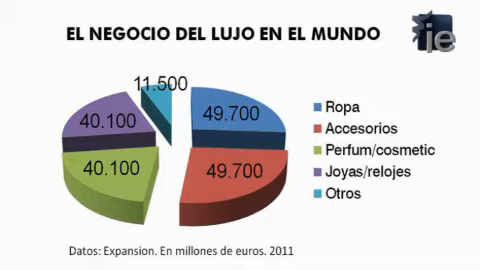 EL NEGOCIO DEL LUJO EN EL MUNDO
ie
11.500
40.100
49.700
40.100
49.700
Ropa
Accesorios
Perfum/cosmetic
Joyas/relojes
Otros
Datos: Expansion. En millones de euros. 2011